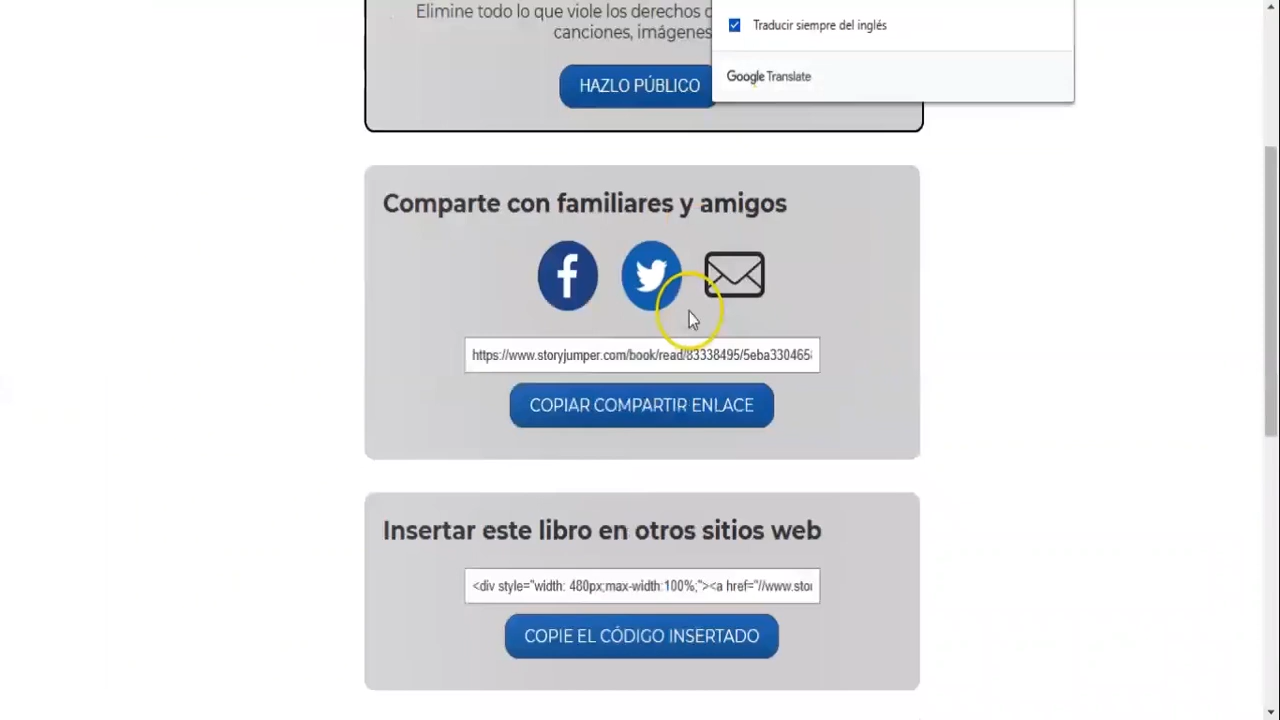 Elimine todo lo que viole los derechos
canciones, imágenes
Traducir siempre del inglés
Google Translate
HAZLO PÚBLICO
Comparte con familiares y amigos
https://www.storyjumper.com/book/read/83338495/5eba330465
COPIAR COMPARTIR ENLACE
Insertar este libro en otros sitios web
<div style="width: 480px;max-width:100%;"><a href="//www.stor
COPIE EL CÓDIGO INSERTADO